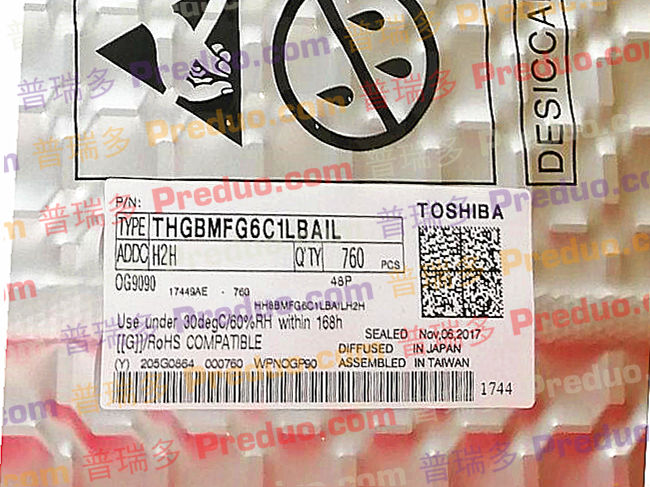 DESICCA
P/N:
TOSHIBA
TYPE THGBMFG6C1LBAIL
ADDC H2H Q'TY 760 PCS
OG9090 48P
17449AE - 760
HH8BMFG6C1LBAILH2H
Use under 30degC/60%RH within 168h
[[G]]/RoHS COMPATIBLE
SEALED Nov,06,2017
DIFFUSED IN JAPAN
ASSEMBLED IN TAIWAN
(Y) 205G0864 000760 WPNOGP90
1744
普瑞多 Preduo.com